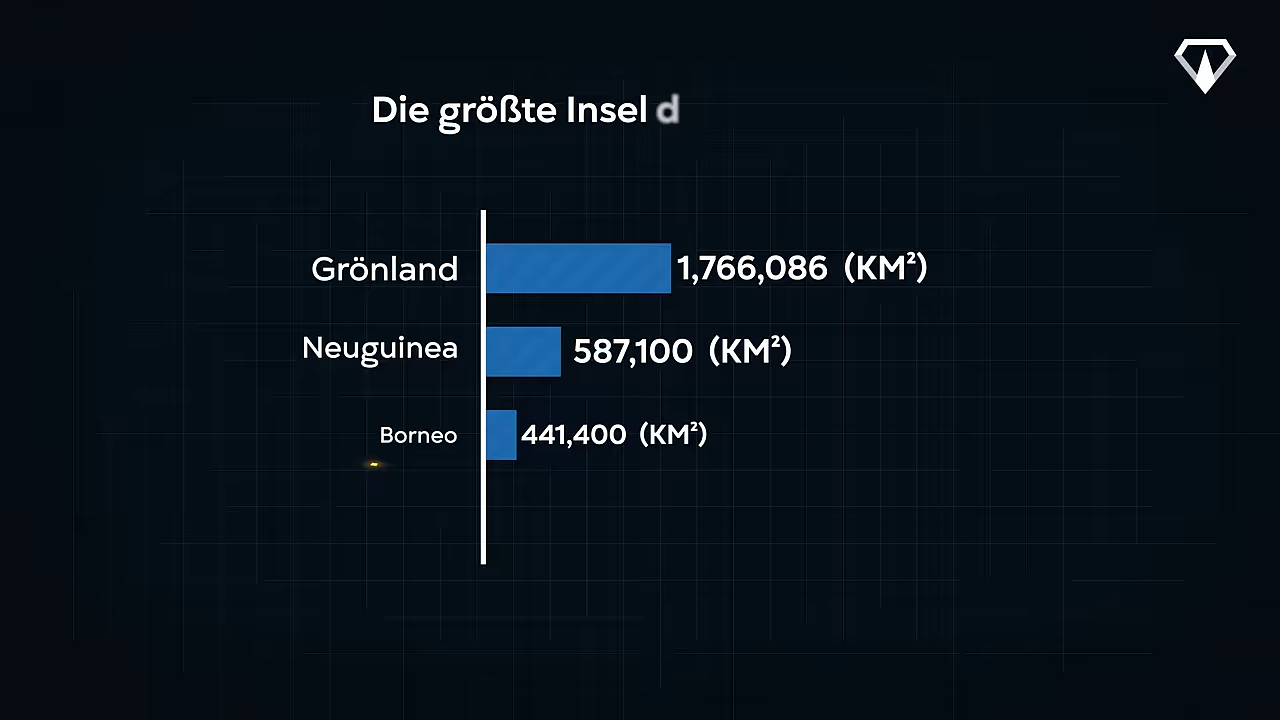 Die größte Insel d
Grönland 1,766,086 (KM²)
Neuguinea 587,100 (KM²)
Borneo 441,400 (KM²)